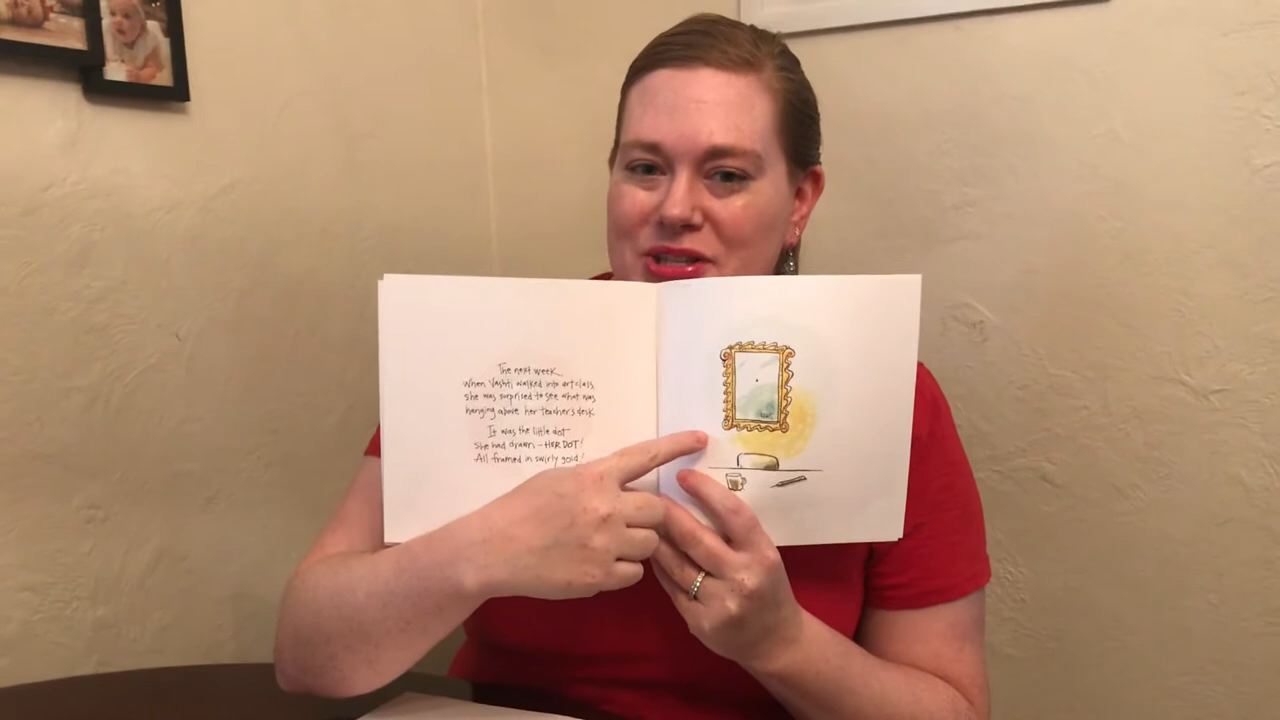 The next week,
when Vashti walked into art class,
she was surprised to see what was
hanging above her teacher's desk.
It was the little dot
she had drawn – HER DOT!
All framed in swirly gold!